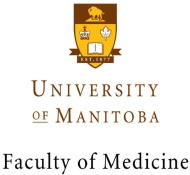 EST. 1877
UNIVERSITY
OF MANITOBA
Faculty of Medicine